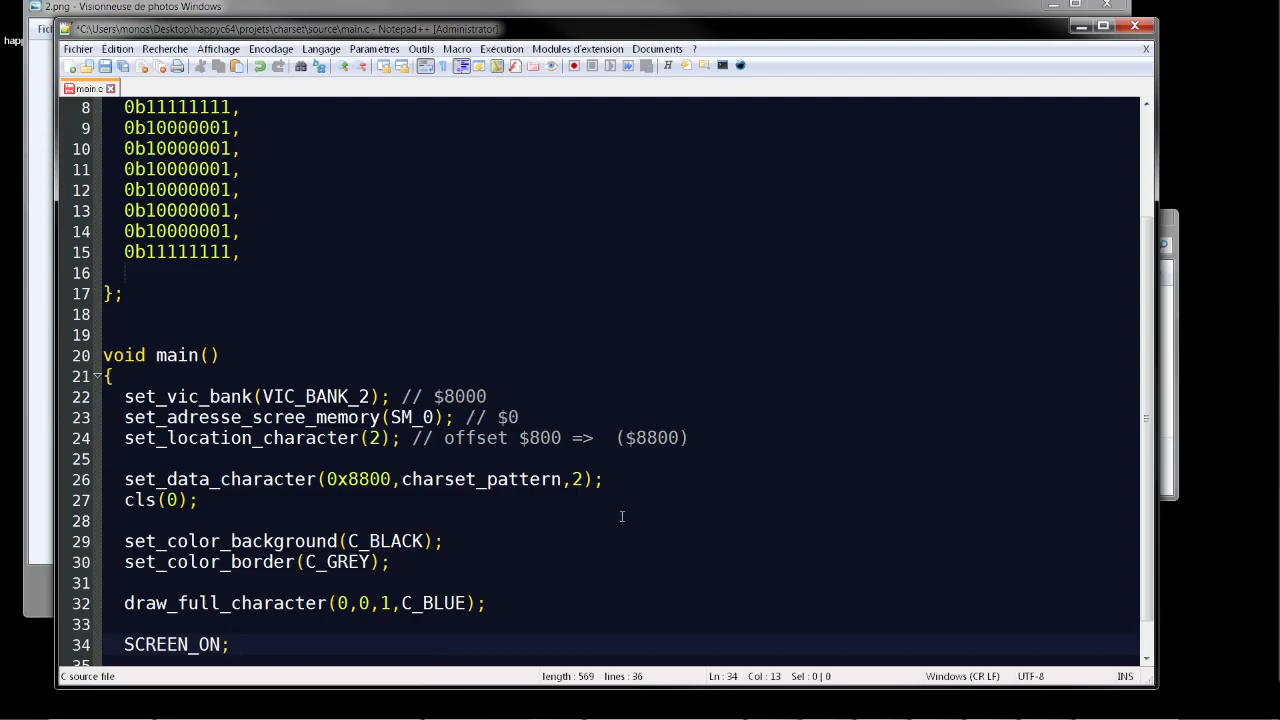 2.png - Visionneuse de photos Windows
Fich
happ
*C:\Users\monos\Desktop\happyc64\projets\charset\source\main.c - Notepad++ [Administrator]
Fichier Édition Recherche Affichage Encodage Langage Paramètres Outils Macro Exécution Modules d'extension Documents ? X
main.c
8 0b11111111,
9 0b10000001,
10 0b10000001,
11 0b10000001,
12 0b10000001,
13 0b10000001,
14 0b10000001,
15 0b11111111,
16
17 };
18
19
20 void main()
21 {
22 set_vic_bank(VIC_BANK_2); // $8000
23 set_adresse_scree_memory(SM_0); // $0
24 set_location_character(2); // offset $800 => ($8800)
25
26 set_data_character(0x8800,charset_pattern,2);
27 cls(0);
28
29 set_color_background(C_BLACK);
30 set_color_border(C_GREY);
31
32 draw_full_character(0,0,1,C_BLUE);
33
34 SCREEN_ON;
35
C source file length : 569 lines : 36 Ln : 34 Col : 13 Sel : 0 | 0 Windows (CR LF) UTF-8 INS